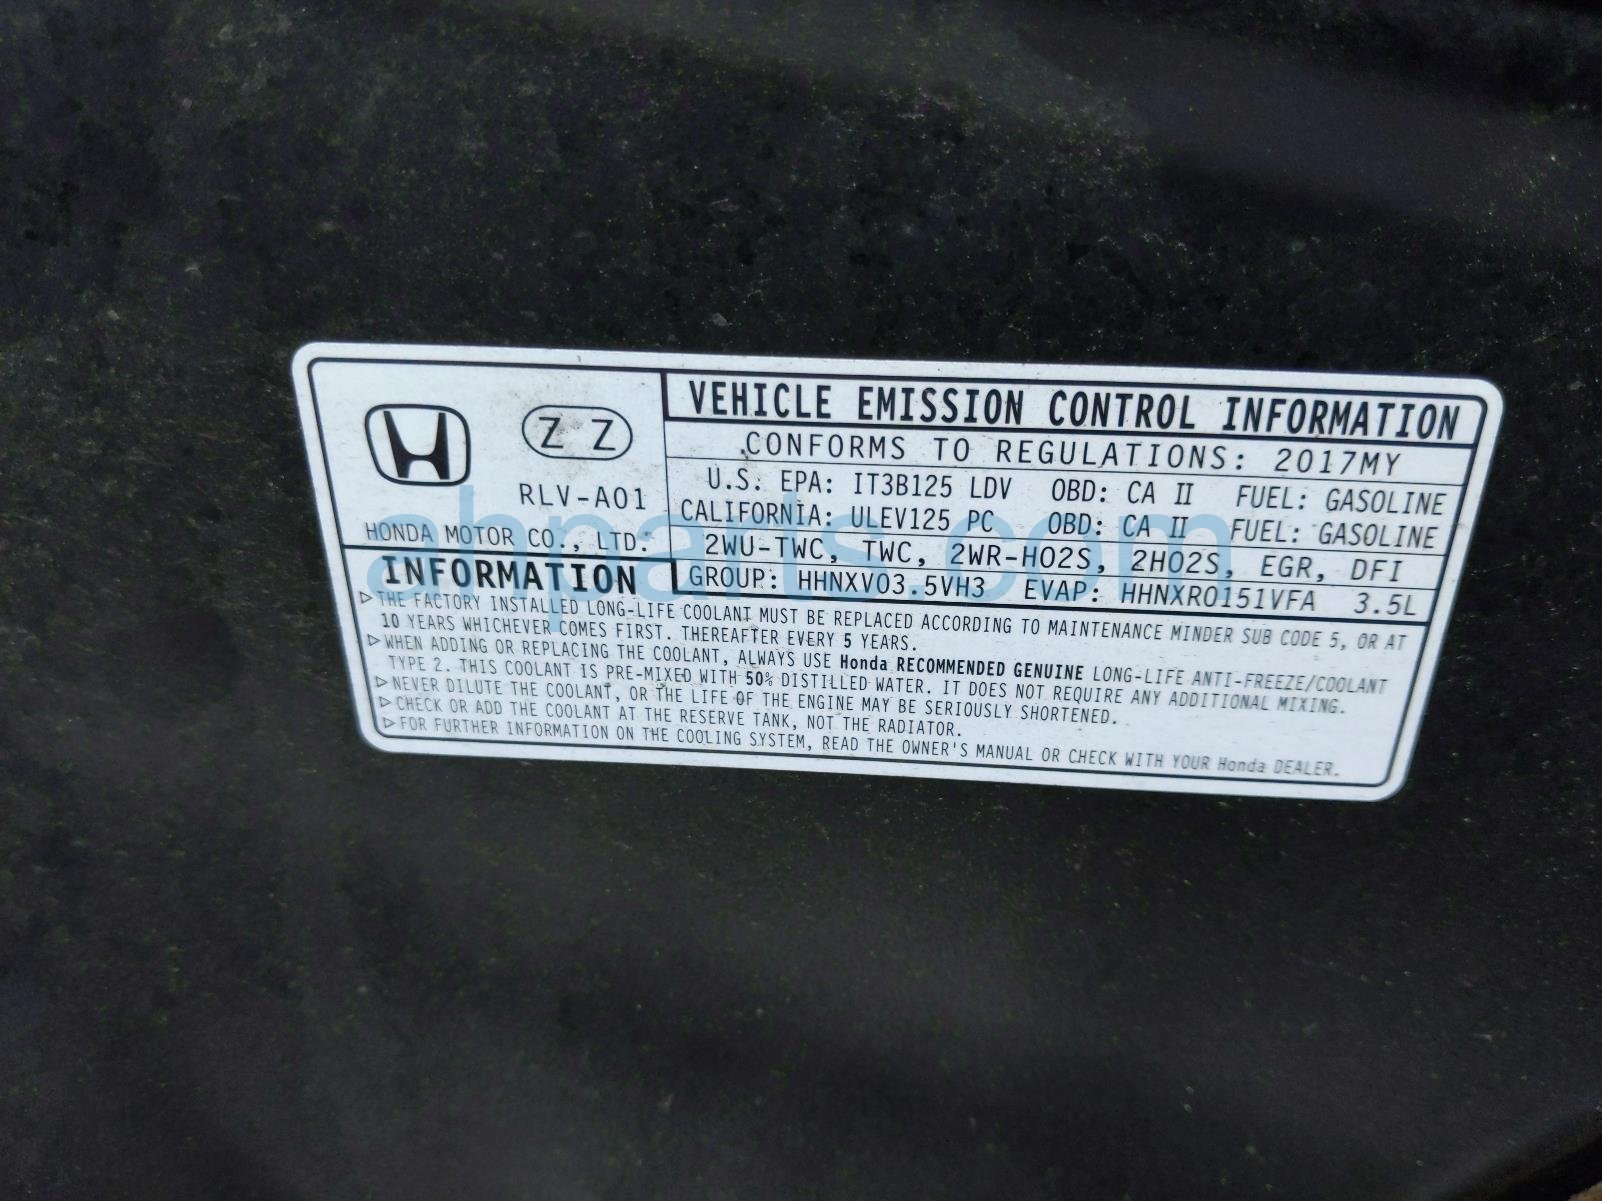 VEHICLE EMISSION CONTROL INFORMATION
Z Z
RLV-A01
HONDA MOTOR CO., LTD.
CONFORMS TO REGULATIONS: 2017MY
U.S. EPA: IT3B125 LDV OBD: CA II FUEL: GASOLINE
CALIFORNIA: ULEV125 PC OBD: CA II FUEL: GASOLINE
2WU-TWC, TWC, 2WR-HO2S, 2HO2S, EGR, DFI
GROUP: HHNXV03.5VH3 EVAP: HHNXR0151VFA 3.5L
INFORMATION
▷THE FACTORY INSTALLED LONG-LIFE COOLANT MUST BE REPLACED ACCORDING TO MAINTENANCE MINDER SUB CODE 5, OR AT
10 YEARS WHICHEVER COMES FIRST. THEREAFTER EVERY 5 YEARS.
▷WHEN ADDING OR REPLACING THE COOLANT, ALWAYS USE Honda RECOMMENDED GENUINE LONG-LIFE ANTI-FREEZE/COOLANT
TYPE 2. THIS COOLANT IS PRE-MIXED WITH 50% DISTILLED WATER. IT DOES NOT REQUIRE ANY ADDITIONAL MIXING.
▷NEVER DILUTE THE COOLANT, OR THE LIFE OF THE ENGINE MAY BE SERIOUSLY SHORTENED.
▷CHECK OR ADD THE COOLANT AT THE RESERVE TANK, NOT THE RADIATOR.
▷FOR FURTHER INFORMATION ON THE COOLING SYSTEM, READ THE OWNER'S MANUAL OR CHECK WITH YOUR Honda DEALER.
ahparts.com